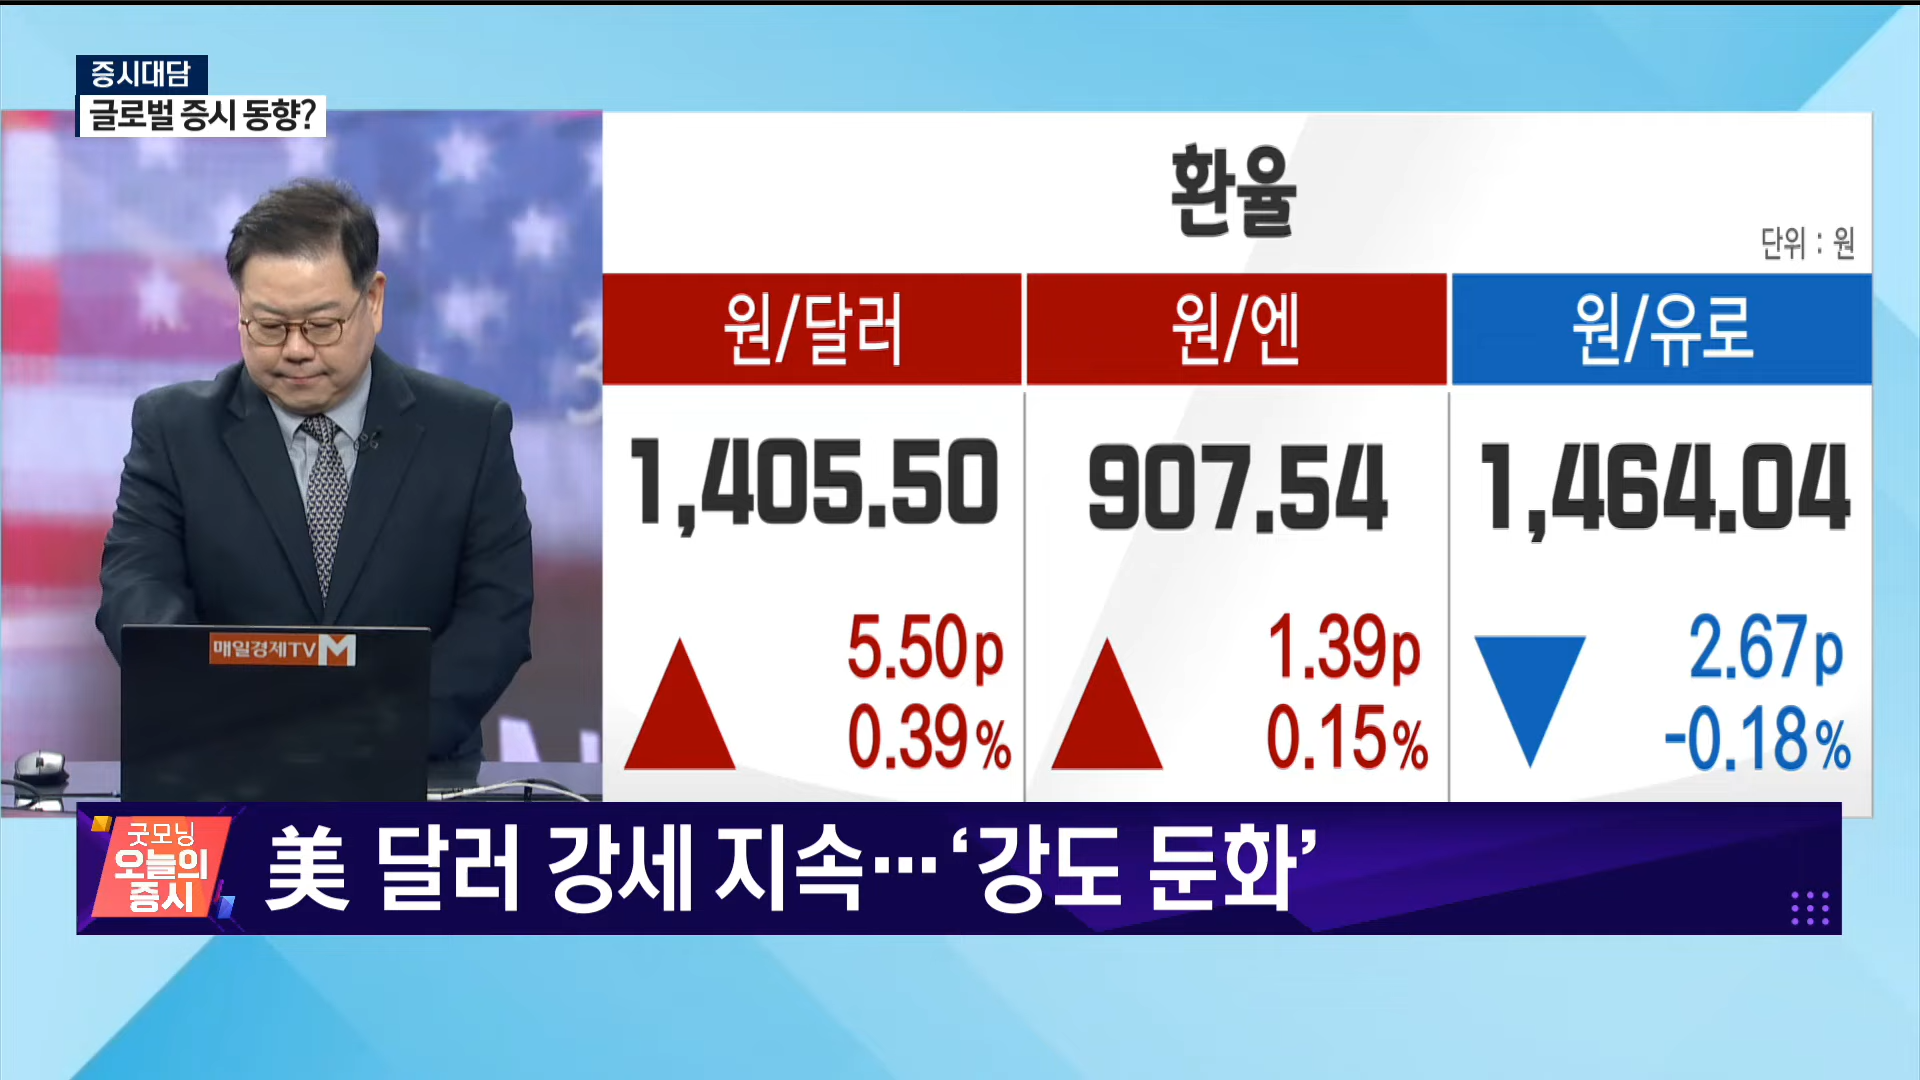 증시대담
글로벌 증시 동향?
환율
단위 : 원
원/달러
원/엔
원/유로
1,405.50
907.54
1,464.04
5.50p
0.39%
1.39p
0.15%
2.67p
-0.18%
매일경제TV M
굿모닝
오늘의
증시
美 달러 강세 지속…‘강도 둔화’